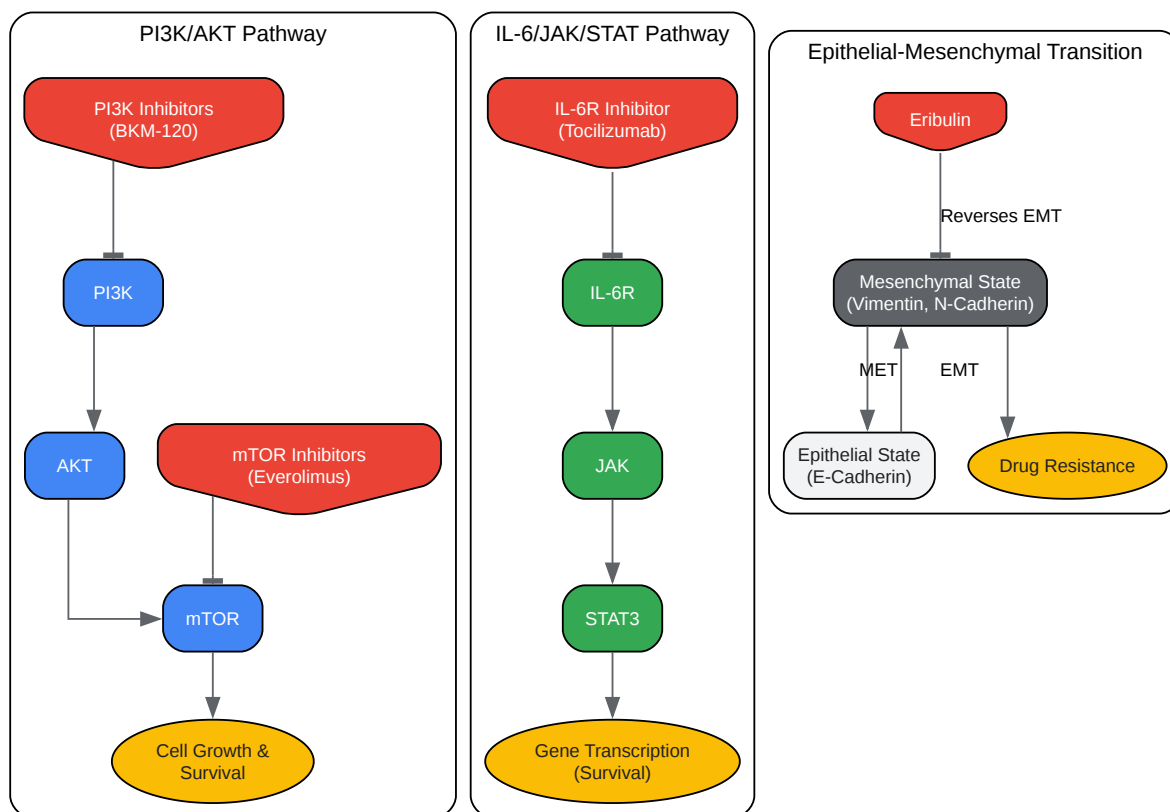 PI3K/AKT Pathway
PI3K Inhibitors
(BKM-120)
PI3K
AKT
mTOR Inhibitors
(Everolimus)
mTOR
Cell Growth &
Survival
IL-6/JAK/STAT Pathway
IL-6R Inhibitor
(Tocilizumab)
IL-6R
JAK
STAT3
Gene Transcription
(Survival)
Epithelial-Mesenchymal Transition
Eribulin
Reverses EMT
Mesenchymal State
(Vimentin, N-Cadherin)
MET
EMT
Epithelial State
(E-Cadherin)
Drug Resistance